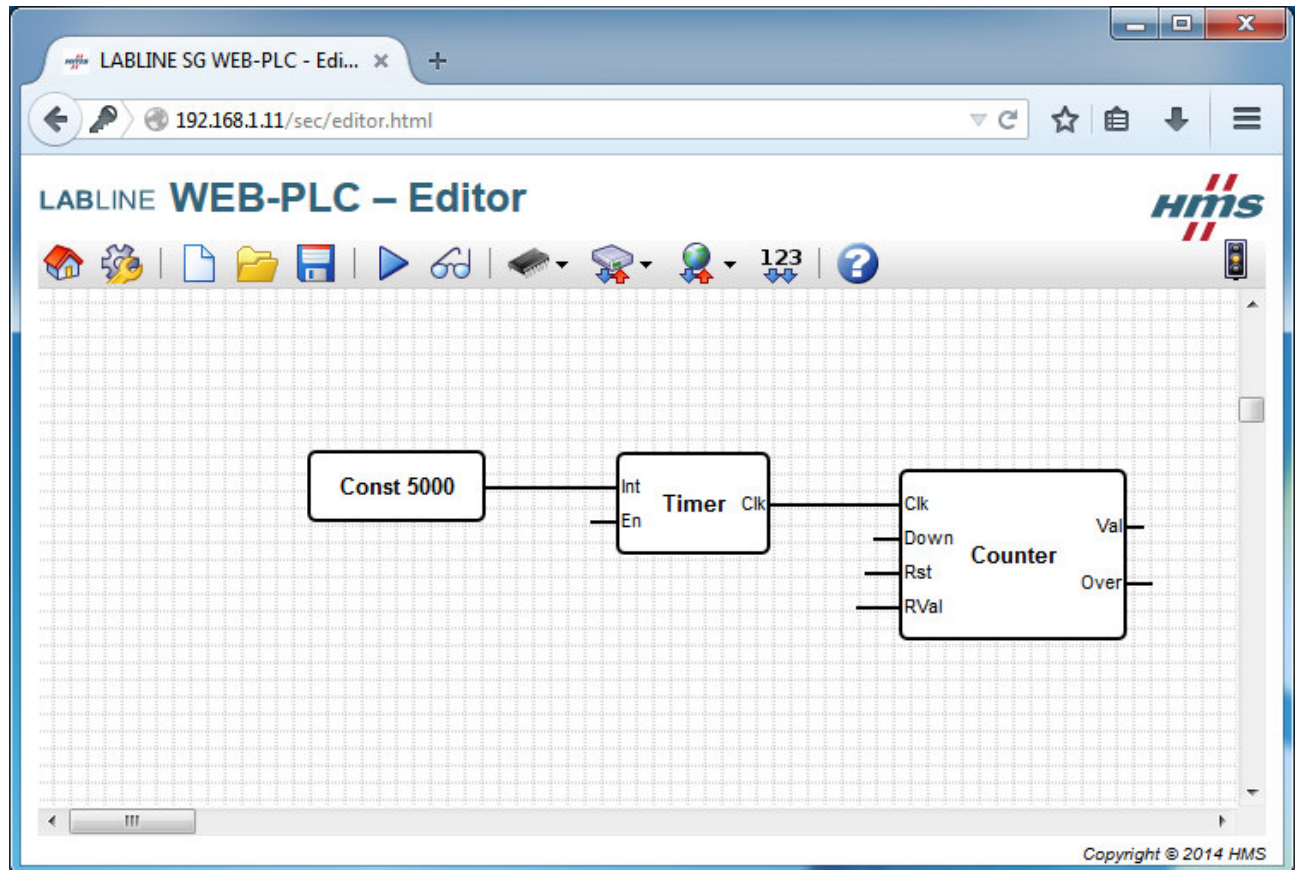 LABLINE SG WEB-PLC - Edi...
192.168.1.11/sec/editor.html
LABLINE WEB-PLC – Editor
HMS
123
Const 5000
Int
Timer
Clk
En
Clk
Down
Counter
Val
Rst
Over
RVal
Copyright © 2014 HMS